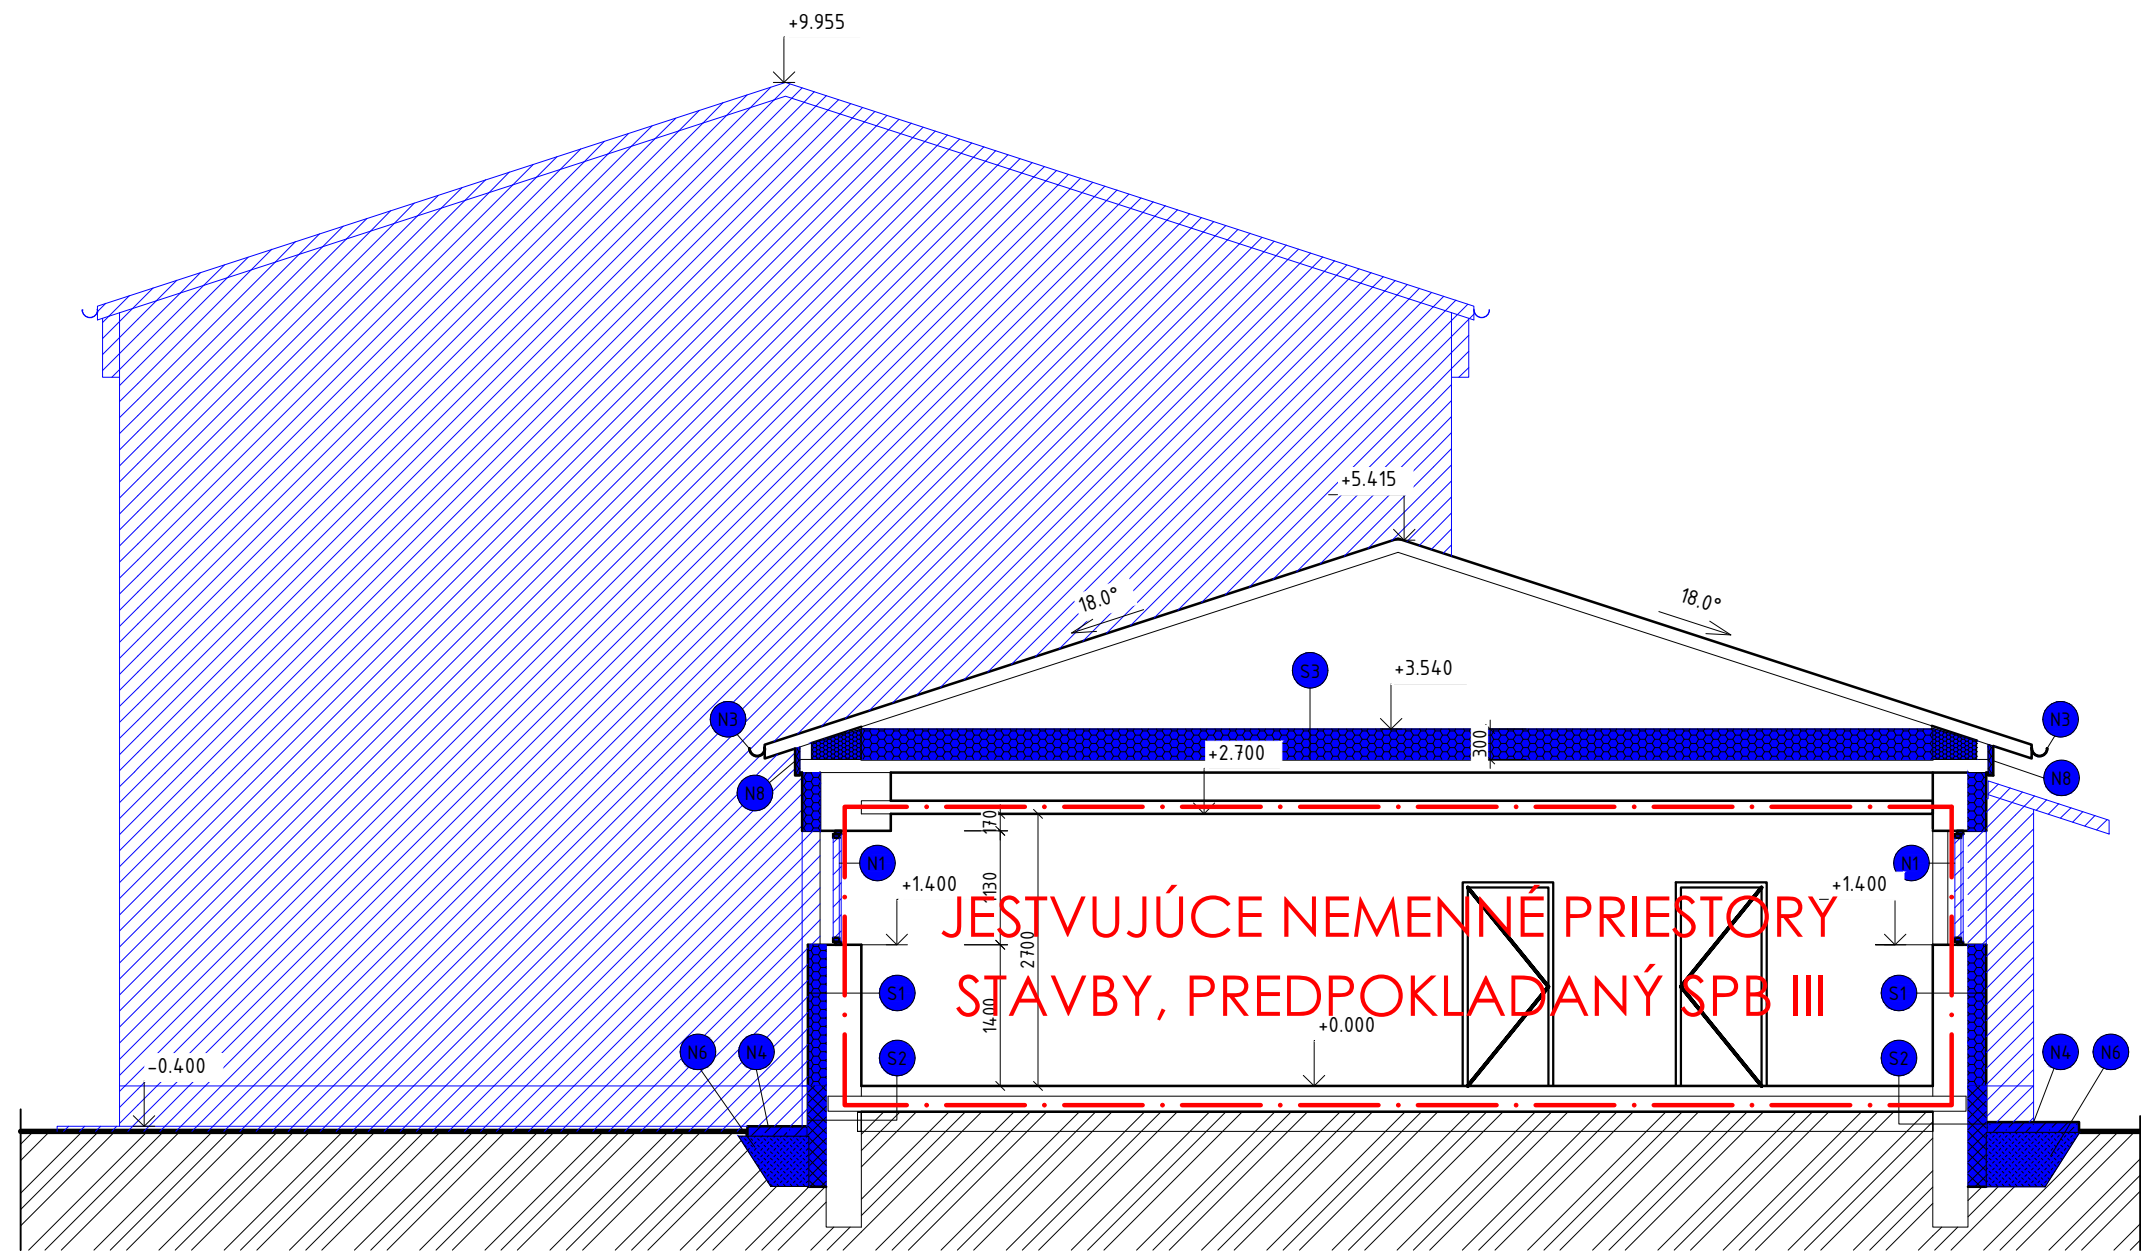 +9.955
+5.415
18.0°
18.0°
S3
+3.540
N3
N3
+2.700
300
N8
N8
170
N1
N1
+1.400
1130
+1.400
JESTVUJÚCE NEMENNÉ PRIESTORY
2700
STAVBY, PREDPOKLADANÝ SPB III
S1
S1
1400
+0.000
N6
N4
S2
S2
N4
N6
-0.400